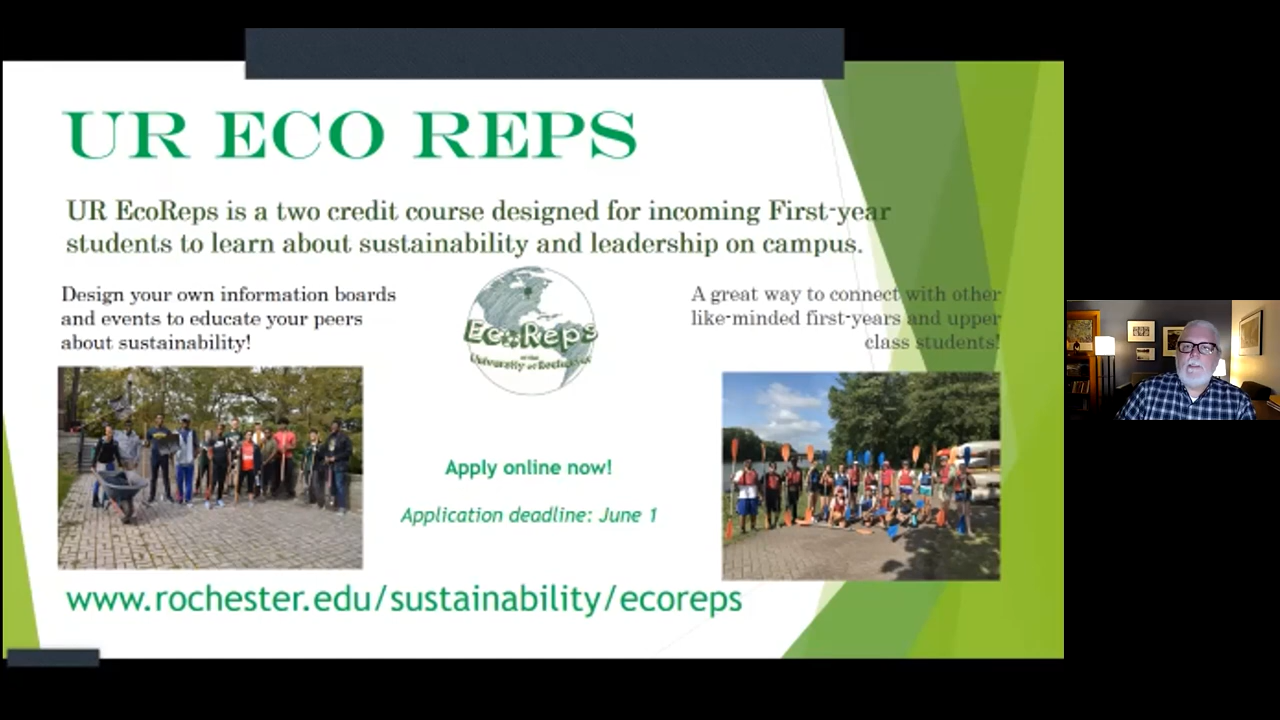 UR ECO REPS
UR EcoReps is a two credit course designed for incoming First-year
students to learn about sustainability and leadership on campus.
Design your own information boards
and events to educate your peers
about sustainability!
EcoReps
of the
University of Rochester
A great way to connect with other
like-minded first-years and upper
class students!
Apply online now!
Application deadline: June 1
www.rochester.edu/sustainability/ecoreps